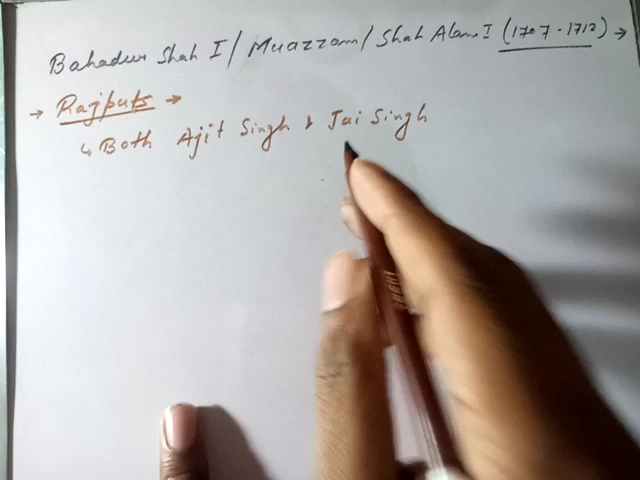 Bahadur Shah I / Muazzam / Shah Alam I (1707-1712) →
→ Rajputs →
↳ Both Ajit Singh & Jai Singh